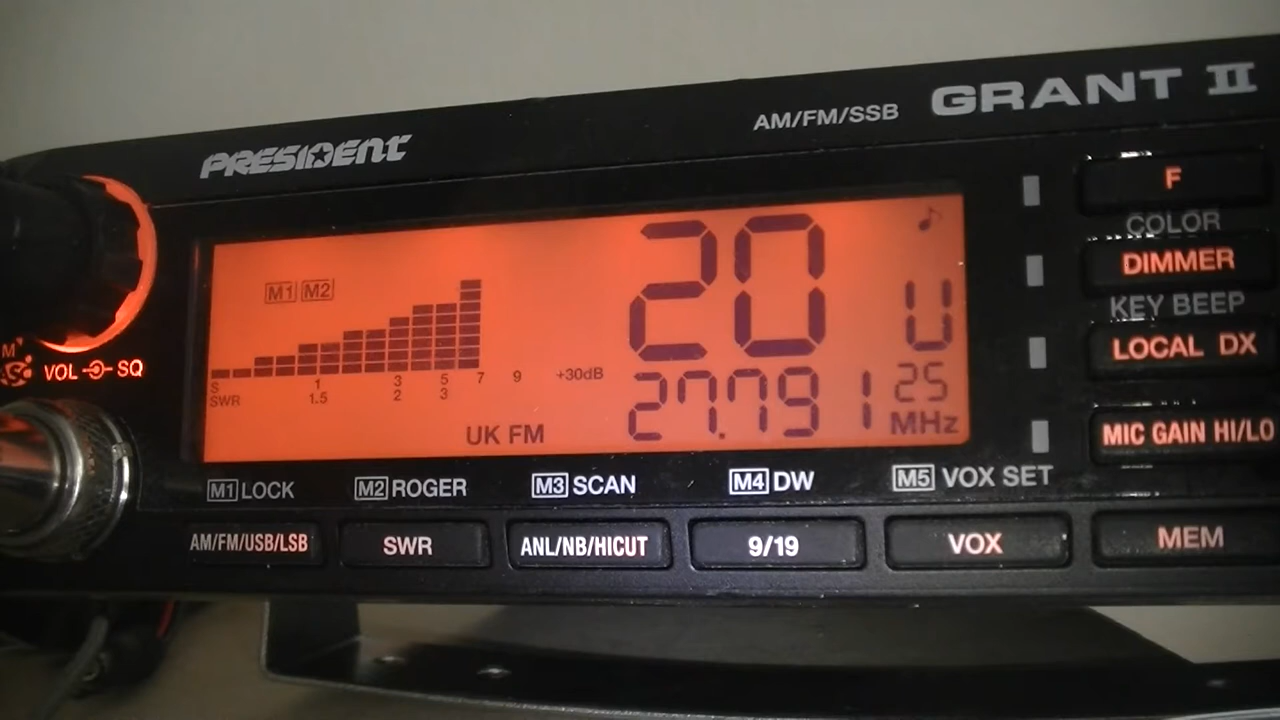 PRESIDENT
AM/FM/SSB GRANT II
F
COLOR
DIMMER
KEY BEEP
LOCAL DX
MIC GAIN HI/LO
VOL SQ
M1 M2
20
U
S 1 3 5 7 9 +30dB
SWR 1.5 2 3
27.791 25
MHz
UK FM
M1 LOCK M2 ROGER M3 SCAN M4 DW M5 VOX SET
AM/FM/USB/LSB SWR ANL/NB/HICUT 9/19 VOX MEM